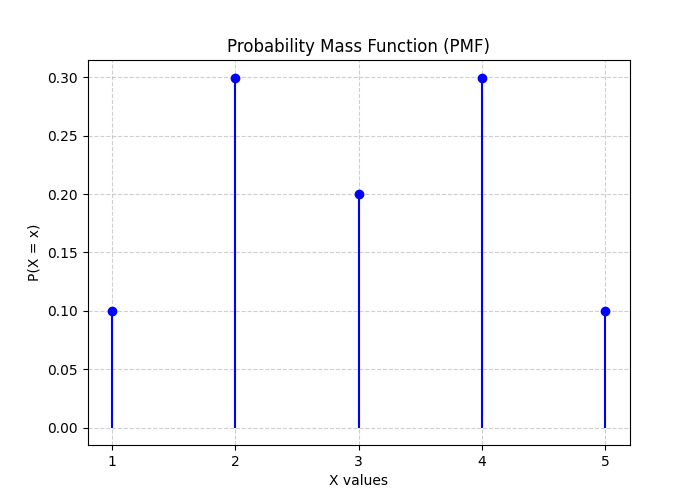 Probability Mass Function (PMF)
0.30
0.25
0.20
0.15
0.10
0.05
0.00
P(X = x)
1 2 3 4 5
X values